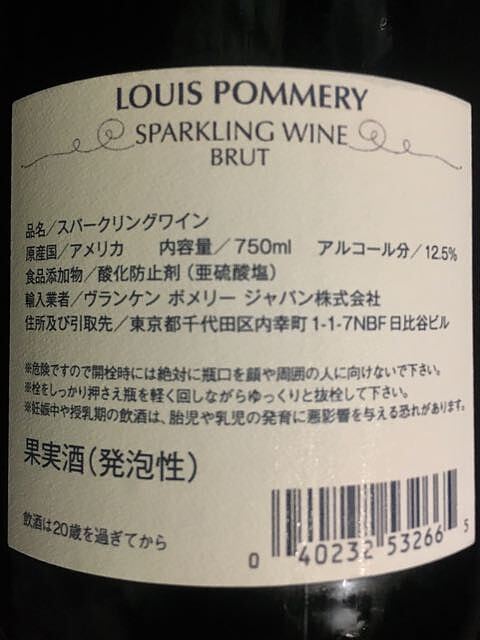 LOUIS POMMERY
SPARKLING WINE
BRUT
品名／スパークリングワイン
原産国／アメリカ 内容量／750ml アルコール分／12.5%
食品添加物／酸化防止剤（亜硫酸塩）
輸入業者／ヴランケン ポメリー ジャパン株式会社
住所及び引取先／東京都千代田区内幸町1-1-7NBF日比谷ビル
※危険ですので開栓時には絶対に瓶口を顔や周囲の人に向けないで下さい。
※栓をしっかり押さえ瓶を軽く回しながらゆっくりと抜栓して下さい。
※妊娠中や授乳期の飲酒は、胎児や乳児の発育に悪影響を与える恐れがあります。
果実酒（発泡性）
飲酒は20歳を過ぎてから
0 40232 53266 5